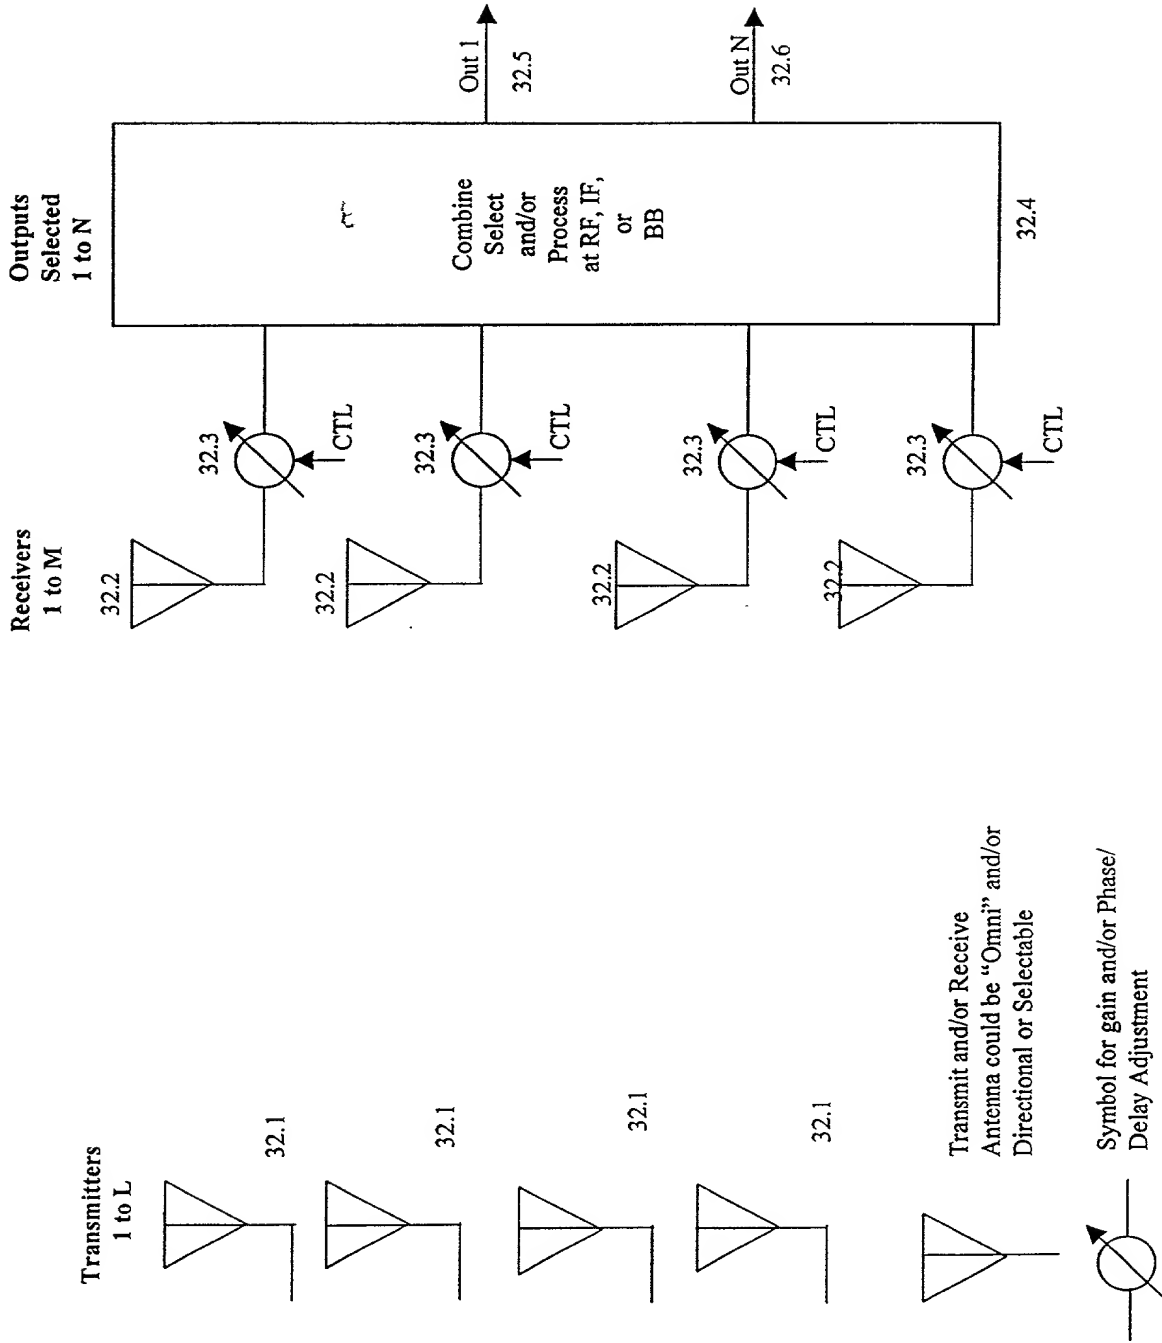 Transmitters
1 to L
32.1
32.1
32.1
32.1
Receivers
1 to M
32.2
32.2
32.2
32.2
32.3
CTL
32.3
CTL
32.3
CTL
32.3
CTL
Outputs
Selected
1 to N
Combine
Select
and/or
Process
at RF, IF,
or
BB
32.4
Out 1
32.5
Out N
32.6
Transmit and/or Receive
Antenna could be “Omni” and/or
Directional or Selectable
Symbol for gain and/or Phase/
Delay Adjustment